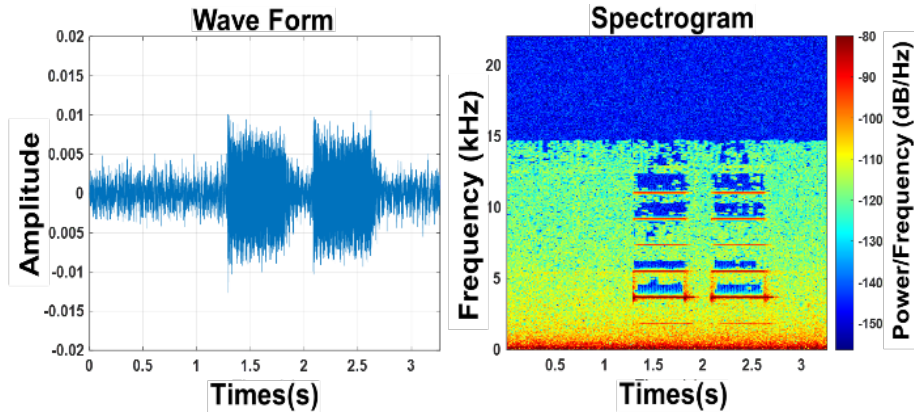 Wave Form
0.02
0.015
0.01
0.005
0
0.005
-0.01
-0.015
-0.02
Amplitude
0 0.5 1 1.5 2 2.5 3
Times(s)
Spectrogram
20
15
10
5
0
Frequency (kHz)
0.5 1 1.5 2 2.5 3
Times(s)
-80
-90
-100
-110
-120
-130
-140
-150
Power/Frequency (dB/Hz)